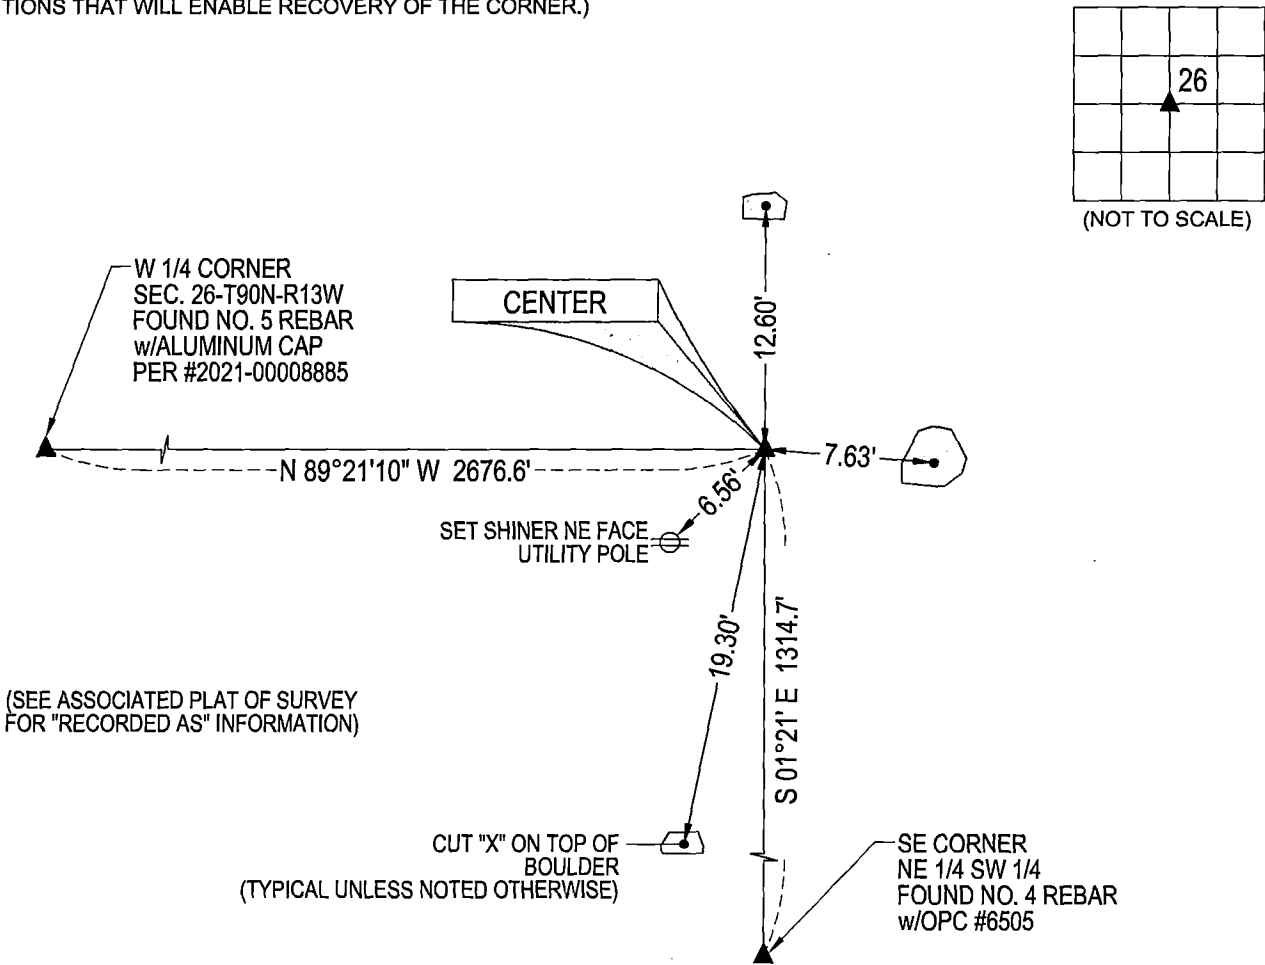 TIONS THAT WILL ENABLE RECOVERY OF THE CORNER.)
26
(NOT TO SCALE)
W 1/4 CORNER
SEC. 26-T90N-R13W
FOUND NO. 5 REBAR
w/ALUMINUM CAP
PER #2021-00008885
CENTER
12.60'
7.63'
N 89°21'10" W 2676.6'
6.56'
SET SHINER NE FACE
UTILITY POLE
19.30'
S 01°21' E 1314.7'
(SEE ASSOCIATED PLAT OF SURVEY
FOR "RECORDED AS" INFORMATION)
CUT "X" ON TOP OF
BOULDER
(TYPICAL UNLESS NOTED OTHERWISE)
SE CORNER
NE 1/4 SW 1/4
FOUND NO. 4 REBAR
w/OPC #6505